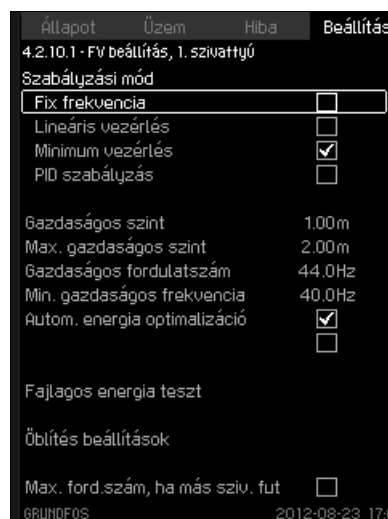 Állapot Üzem Hiba Beállítás
4.2.10.1 - FV beállítás, 1. szivattyú
Szabályzási mód
Fix frekvencia
Lineáris vezérlés
Minimum vezérlés
PID szabályzás
Gazdaságos szint 1.00m
Max. gazdaságos szint 2.00m
Gazdaságos fordulatszám 44.0Hz
Min. gazdaságos frekvencia 40.0Hz
Autom. energia optimalizáció
Fajlagos energia teszt
Öblítés beállítások
Max. ford.szám, ha más sziv. fut
GRUNDFOS 2012-08-23